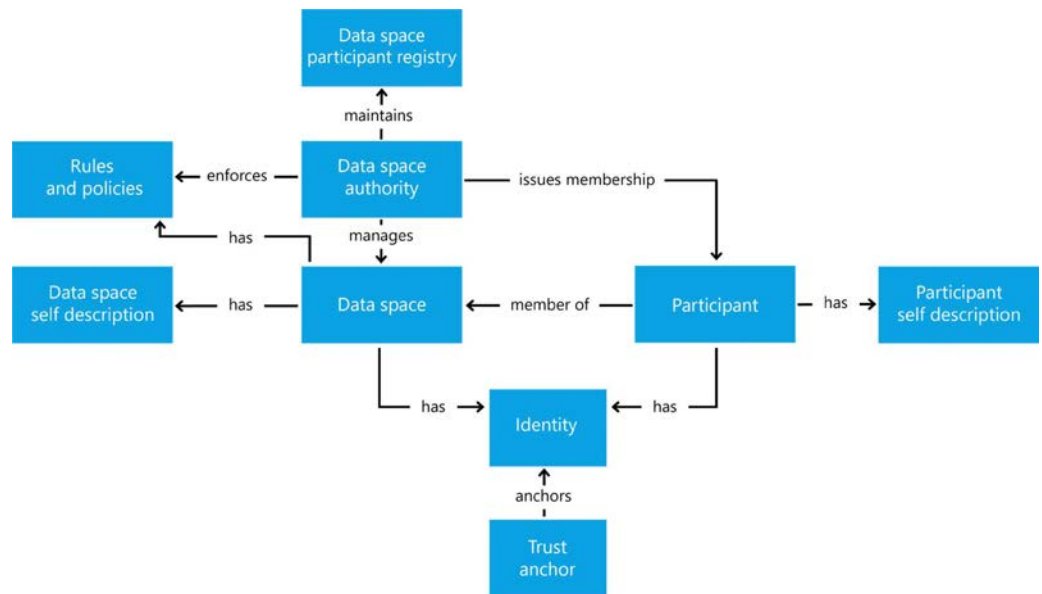 Data space
participant registry
maintains
Rules
and policies
enforces
Data space
authority
issues membership
has
manages
Data space
self description
has
Data space
member of
Participant
has
Participant
self description
has
Identity
has
anchors
Trust
anchor